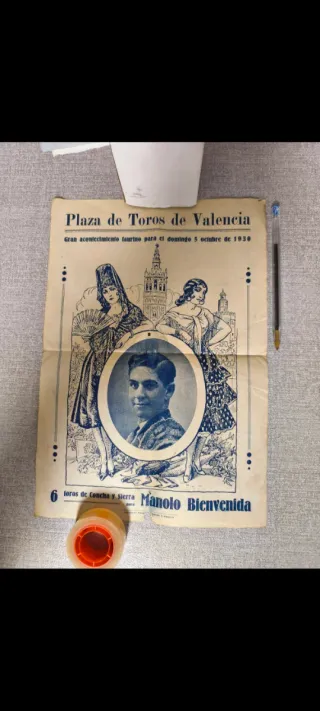 Plaza de Toros de Valencia
Gran acontecimiento taurino para el domingo 5 octubre de 1930
6 toros de Concha y Sierra
para Manolo Bienvenida